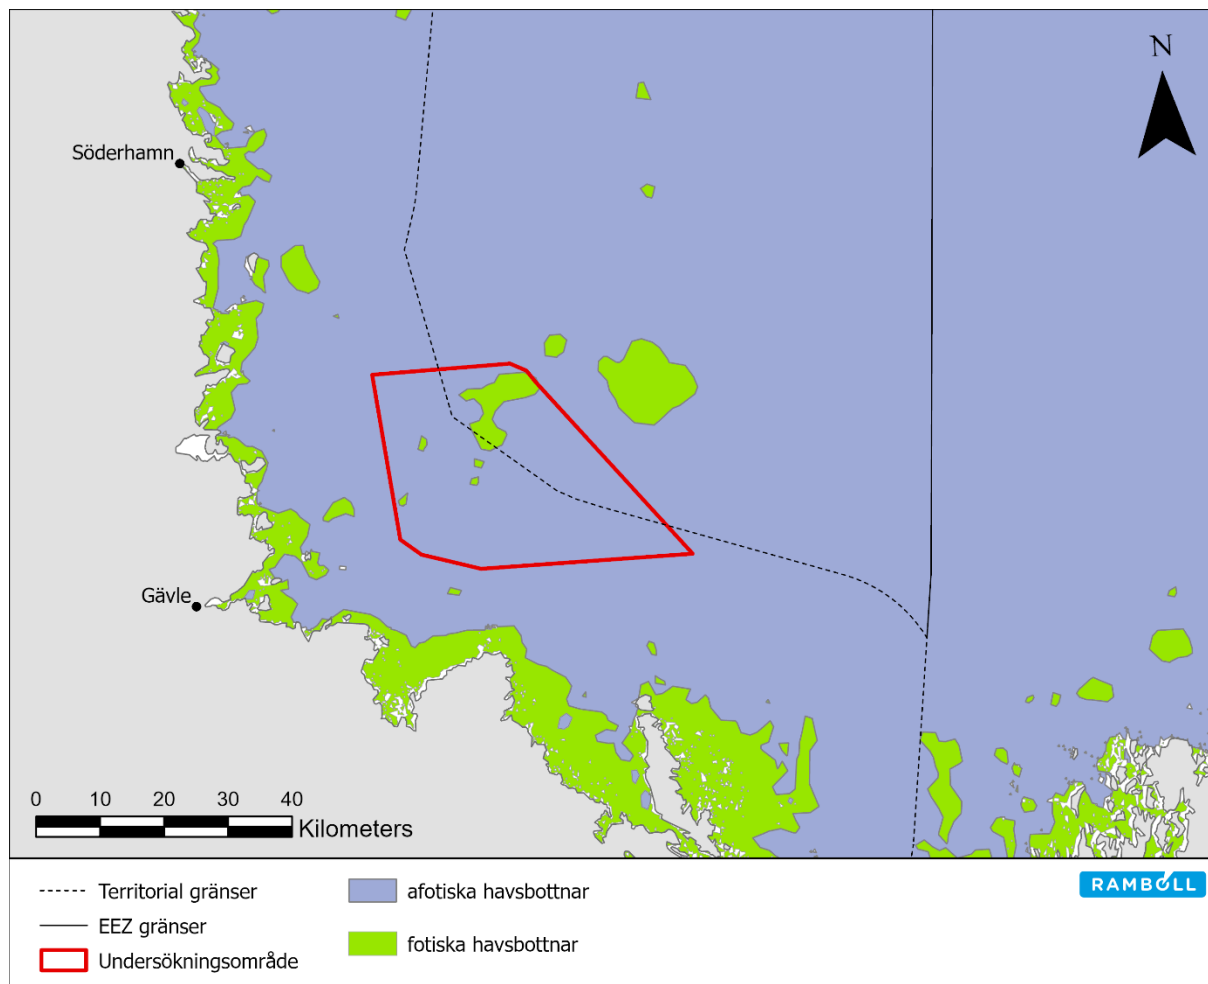 N
Söderhamn
Gävle
0 10 20 30 40
Kilometers
Territorial gränser
EEZ gränser
Undersökningsområde
afotiska havsbottnar
fotiska havsbottnar
RAMBOLL